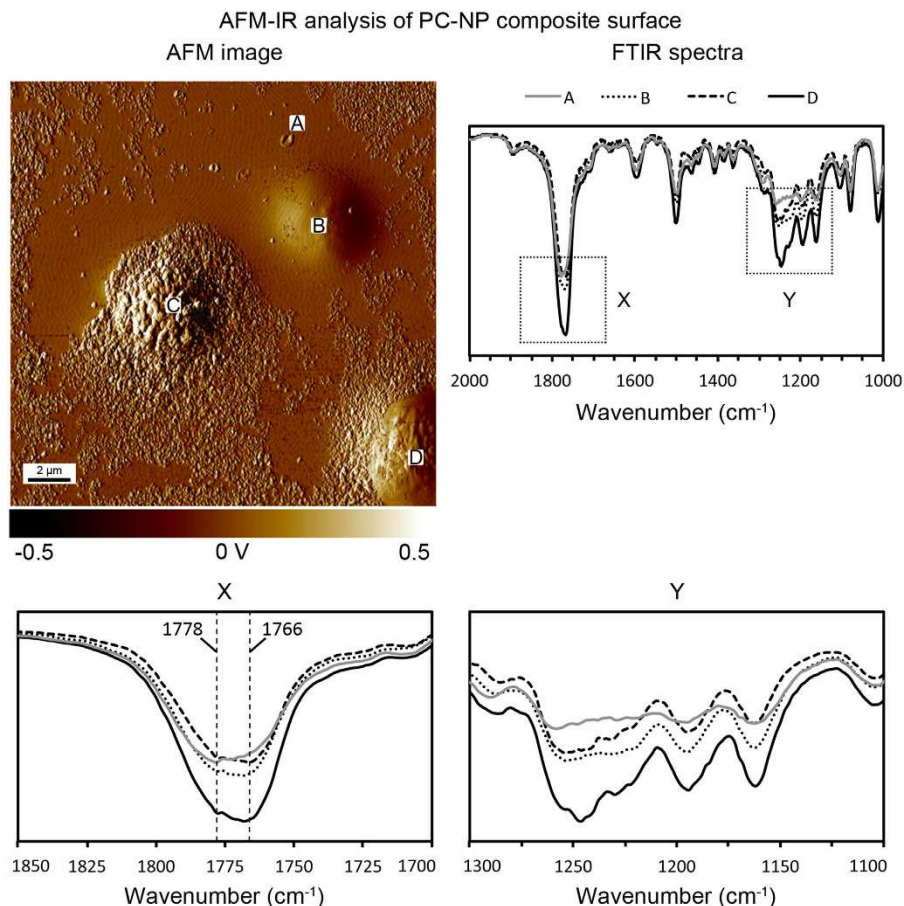 AFM-IR analysis of PC-NP composite surface
AFM image
FTIR spectra
A
B
C
D
A
B
C
D
2 µm
-0.5
0 V
0.5
X
Y
2000
1800
1600
1400
1200
1000
Wavenumber (cm-1)
X
1778
1766
1850
1825
1800
1775
1750
1725
1700
Wavenumber (cm-1)
Y
1300
1250
1200
1150
1100
Wavenumber (cm-1)